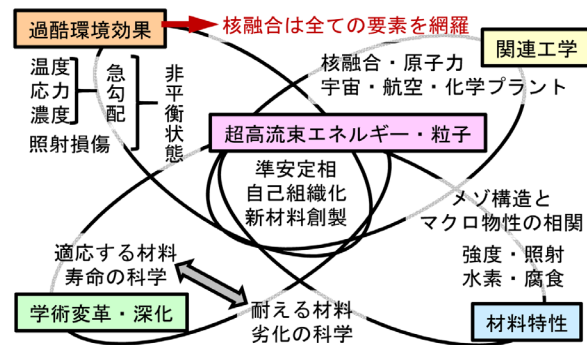 過酷環境効果
核融合は全ての要素を網羅
関連工学
温度
応力
濃度
急勾配
非平衡状態
照射損傷
核融合・原子力
宇宙・航空・化学プラント
超高流束エネルギー・粒子
準安定相
自己組織化
新材料創製
メゾ構造と
マクロ物性の相関
強度・照射
水素・腐食
適応する材料
寿命の科学
耐える材料
劣化の科学
学術変革・深化
材料特性